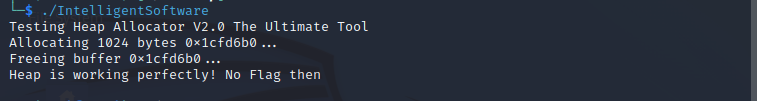 └─$ ./IntelligentSoftware
Testing Heap Allocator V2.0 The Ultimate Tool
Allocating 1024 bytes 0×1cfd6b0...
Freeing buffer 0×1cfd6b0...
Heap is working perfectly! No Flag then